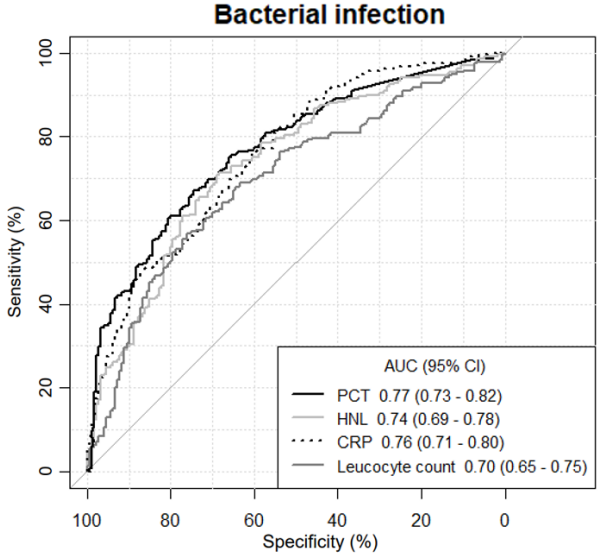 Bacterial infection
Sensitivity (%)
100
80
60
40
20
0
AUC (95% CI)
PCT 0.77 (0.73 - 0.82)
HNL 0.74 (0.69 - 0.78)
CRP 0.76 (0.71 - 0.80)
Leucocyte count 0.70 (0.65 - 0.75)
100 80 60 40 20 0
Specificity (%)